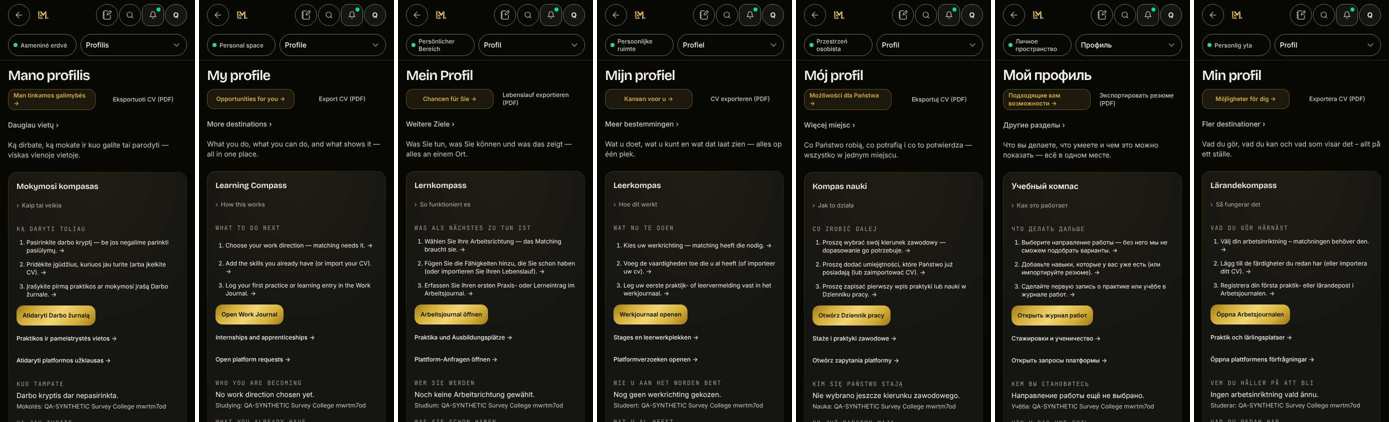 LM.
Q
Asmeninė erdvė
Profilis
Mano profilis
Man tinkamos galimybės
→
Eksportuoti CV (PDF)
Daugiau vietų ›
Ką dirbate, ką mokate ir kuo galite tai parodyti —
viskas vienoje vietoje.
Mokymosi kompasas
› Kaip tai veikia
KĄ DARYTI TOLIAU
1. Pasirinkite darbo kryptį — be jos negalime parinkti
pasiūlymų. →
2. Pridėkite įgūdžius, kuriuos jau turite (arba įkelkite
CV). →
3. Įrašykite pirmą praktikos ar mokymosi įrašą Darbo
žurnale. →
Atidaryti Darbo žurnalą
Praktikos ir pameistrystės vietos →
Atidaryti platformos užklausas →
KUO TAMPATE
Darbo kryptis dar nepasirinkta.
Mokotės: QA-SYNTHETIC Survey College mwrtm7od
LM.
Q
Personal space
Profile
My profile
Opportunities for you →
Export CV (PDF)
More destinations ›
What you do, what you can do, and what shows it —
all in one place.
Learning Compass
› How this works
WHAT TO DO NEXT
1. Choose your work direction — matching needs it. →
2. Add the skills you already have (or import your CV).
→
3. Log your first practice or learning entry in the Work
Journal. →
Open Work Journal
Internships and apprenticeships →
Open platform requests →
WHO YOU ARE BECOMING
No work direction chosen yet.
Studying: QA-SYNTHETIC Survey College mwrtm7od
LM.
Q
Persönlicher
Bereich
Profil
Mein Profil
Chancen für Sie →
Lebenslauf exportieren
(PDF)
Weitere Ziele ›
Was Sie tun, was Sie können und was das zeigt —
alles an einem Ort.
Lernkompass
› So funktioniert es
WAS ALS NÄCHSTES ZU TUN IST
1. Wählen Sie Ihre Arbeitsrichtung — das Matching
braucht sie. →
2. Fügen Sie die Fähigkeiten hinzu, die Sie schon haben
(oder importieren Sie Ihren Lebenslauf). →
3. Erfassen Sie Ihren ersten Praxis- oder Lerneintrag im
Arbeitsjournal. →
Arbeitsjournal öffnen
Praktika und Ausbildungsplätze →
Plattform-Anfragen öffnen →
WER SIE WERDEN
Noch keine Arbeitsrichtung gewählt.
Studium: QA-SYNTHETIC Survey College mwrtm7od
LM.
Q
Persoonlijke
ruimte
Profiel
Mijn profiel
Kansen voor u →
CV exporteren (PDF)
Meer bestemmingen ›
Wat u doet, wat u kunt en wat dat laat zien — alles op
één plek.
Leerkompas
› Hoe dit werkt
WAT NU TE DOEN
1. Kies uw werkrichting — matching heeft die nodig. →
2. Voeg de vaardigheden toe die u al heeft (of importeer
uw cv). →
3. Leg uw eerste praktijk- of leervermelding vast in het
werkjournaal. →
Werkjournaal openen
Stages en leerwerkplekken →
Platformverzoeken openen →
WIE U AAN HET WORDEN BENT
Nog geen werkrichting gekozen.
Studeert: QA-SYNTHETIC Survey College mwrtm7od
LM.
Q
Przestrzeń
osobista
Profil
Mój profil
Możliwości dla Państwa
→
Eksportuj CV (PDF)
Więcej miejsc ›
Co Państwo robią, co potrafią i co to potwierdza —
wszystko w jednym miejscu.
Kompas nauki
› Jak to działa
CO ZROBIĆ DALEJ
1. Proszę wybrać swój kierunek zawodowy —
dopasowanie go potrzebuje. →
2. Proszę dodać umiejętności, które Państwo już
posiadają (lub zaimportować CV). →
3. Proszę zapisać pierwszy wpis praktyki lub nauki w
Dzienniku pracy. →
Otwórz Dziennik pracy
Staże i praktyki zawodowe →
Otwórz zapytania platformy →
KIM SIĘ PAŃSTWO STAJĄ
Nie wybrano jeszcze kierunku zawodowego.
Nauka: QA-SYNTHETIC Survey College mwrtm7od
LM.
Q
Личное
пространство
Профиль
Мой профиль
Подходящие вам
возможности →
Экспортировать резюме
(PDF)
Другие разделы ›
Что вы делаете, что умеете и чем это можно
показать — всё в одном месте.
Учебный компас
› Как это работает
ЧТО ДЕЛАТЬ ДАЛЬШЕ
1. Выберите направление работы — без него мы не
сможем подобрать варианты. →
2. Добавьте навыки, которые у вас уже есть (или
импортируйте резюме). →
3. Сделайте первую запись о практике или учёбе в
журнале работ. →
Открыть журнал работ
Стажировки и ученичество →
Открыть запросы платформы →
КЕМ ВЫ СТАНОВИТЕСЬ
Направление работы ещё не выбрано.
Учёба: QA-SYNTHETIC Survey College mwrtm7od
LM.
Q
Personlig yta
Profil
Min profil
Möjligheter för dig →
Exportera CV (PDF)
Fler destinationer ›
Vad du gör, vad du kan och vad som visar det – allt på
ett ställe.
Lärandekompass
› Så fungerar det
VAD DU GÖR HÄRNÄST
1. Välj din arbetsinriktning – matchningen behöver den.
→
2. Lägg till de färdigheter du redan har (eller importera
ditt CV). →
3. Registrera din första praktik- eller lärandepost i
Arbetsjournalen. →
Öppna Arbetsjournalen
Praktik och lärlingsplatser →
Öppna plattformens förfrågningar →
VEM DU HÅLLER PÅ ATT BLI
Ingen arbetsinriktning vald ännu.
Studerar: QA-SYNTHETIC Survey College mwrtm7od